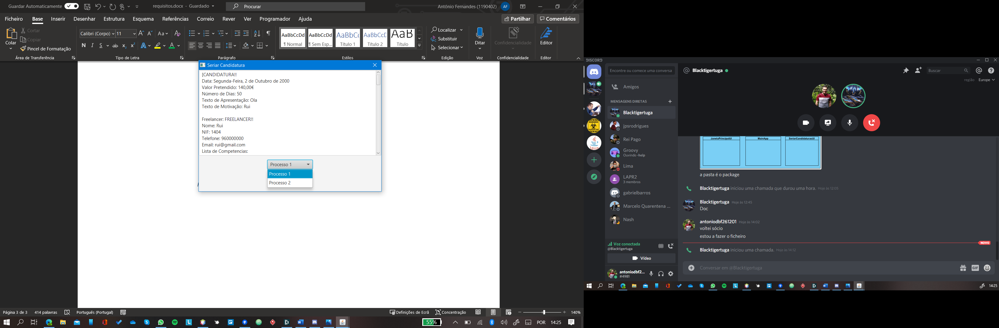 Guardar Automaticamente
requisitos.docx - Guardado
Procurar
António Fernandes (1190402)
AF
Ficheiro Base Inserir Desenhar Estrutura Esquema Referências Correio Rever Ver Programador Ajuda
Partilhar
Comentários
Colar
Cortar
Copiar
Pincel de Formatação
Área de Transferência
Calibri (Corpo) 11
Aa
N I S ab x₂ x²
Tipo de Letra
Parágrafo
AaBbCcDd
¶ Normal
AaBbCcDd
¶ Sem Esp...
AaBbC
Título 1
AaBbCcE
Título 2
AaB
Título
Estilos
Localizar
Substituir
Selecionar
Edição
Ditar
Voz
Confidencialidade
Confidencialidade
Editor
Editor
Seriar Candidatura
[CANDIDATURA!!
Data: Segunda-Feira, 2 de Outubro de 2000
Valor Pretendido: 140,00€
Número de Dias: 50
Texto de Apresentação: Ola
Texto de Motivação: Rui
Freelancer: FREELANCER!!
Nome: Rui
NIF: 1404
Telefone: 960000000
Email: rui@gmail.com
Lista de Competencias:
Processo 1
Processo 1
Processo 2
Página 3 de 3 414 palavras Português (Portugal)
Definições de Ecrã Concentração 140%
55% POR 14:25
DISCORD
Encontre ou comece uma conversa
Amigos
MENSAGENS DIRETAS
Blacktigertuga
jpsrodrigues
Rei Pago
Groovy
Ouvindo -help
Lima
LAPR2
3 membros
gabrielbarros
Marcelo Quarentena ...
Nash
Voz conectada
@Blacktigertuga
Vídeo
antoniodbf2...
#4981
WARNING
Java
Blacktigertuga
Buscar
região Europe
JanelaPrincipalUI MainApp SeriarCandidaturasUI
a pasta é o package
Blacktigertuga iniciou uma chamada que durou uma hora. Hoje às 12:05
Blacktigertuga Hoje às 12:45
Doc
antoniodbf261201 Hoje às 14:02
voltei sócio
estou a fazer o ficheiro
NOVO
Blacktigertuga iniciou uma chamada. Hoje às 14:12
Conversar em @Blacktigertuga
GIF
14:25